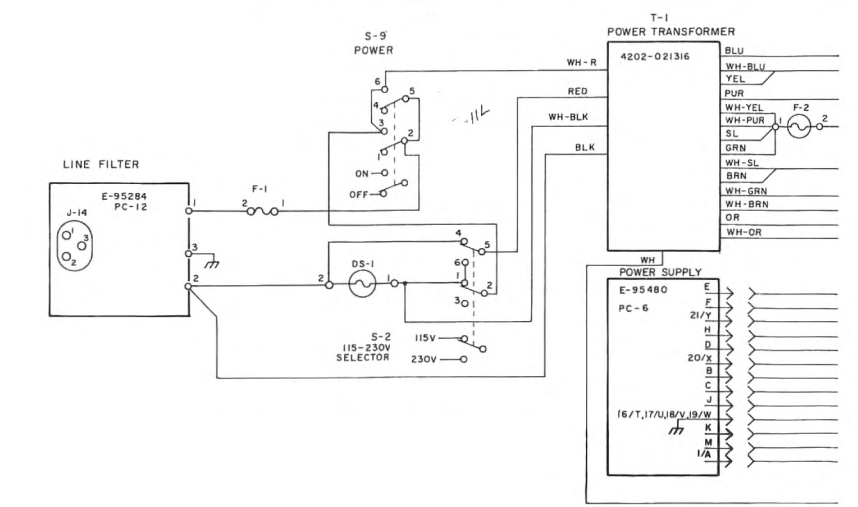 T-1
POWER TRANSFORMER
S-9
POWER
4202-021316
BLU
WH-R
WH-BLU
YEL
6
5
RED
PUR
4
WH-YEL
F-2
WH-BLK
WH-PUR
1
2
3
SL
2
BLK
GRN
1
LINE FILTER
WH-SL
ON
BRN
E-95284
F-1
OFF
WH-GRN
PC-12
1
2
1
WH-BRN
J-14
OR
1
3
4
WH-OR
2
3
5
WH
DS-1
6
POWER SUPPLY
2
2
1
1
2
E-95480
E
3
F
PC-6
21/Y
S-2
115V
H
115-230V
D
SELECTOR
230V
20/X
B
C
J
16/T,17/U,18/V,19/W
K
M
1/A